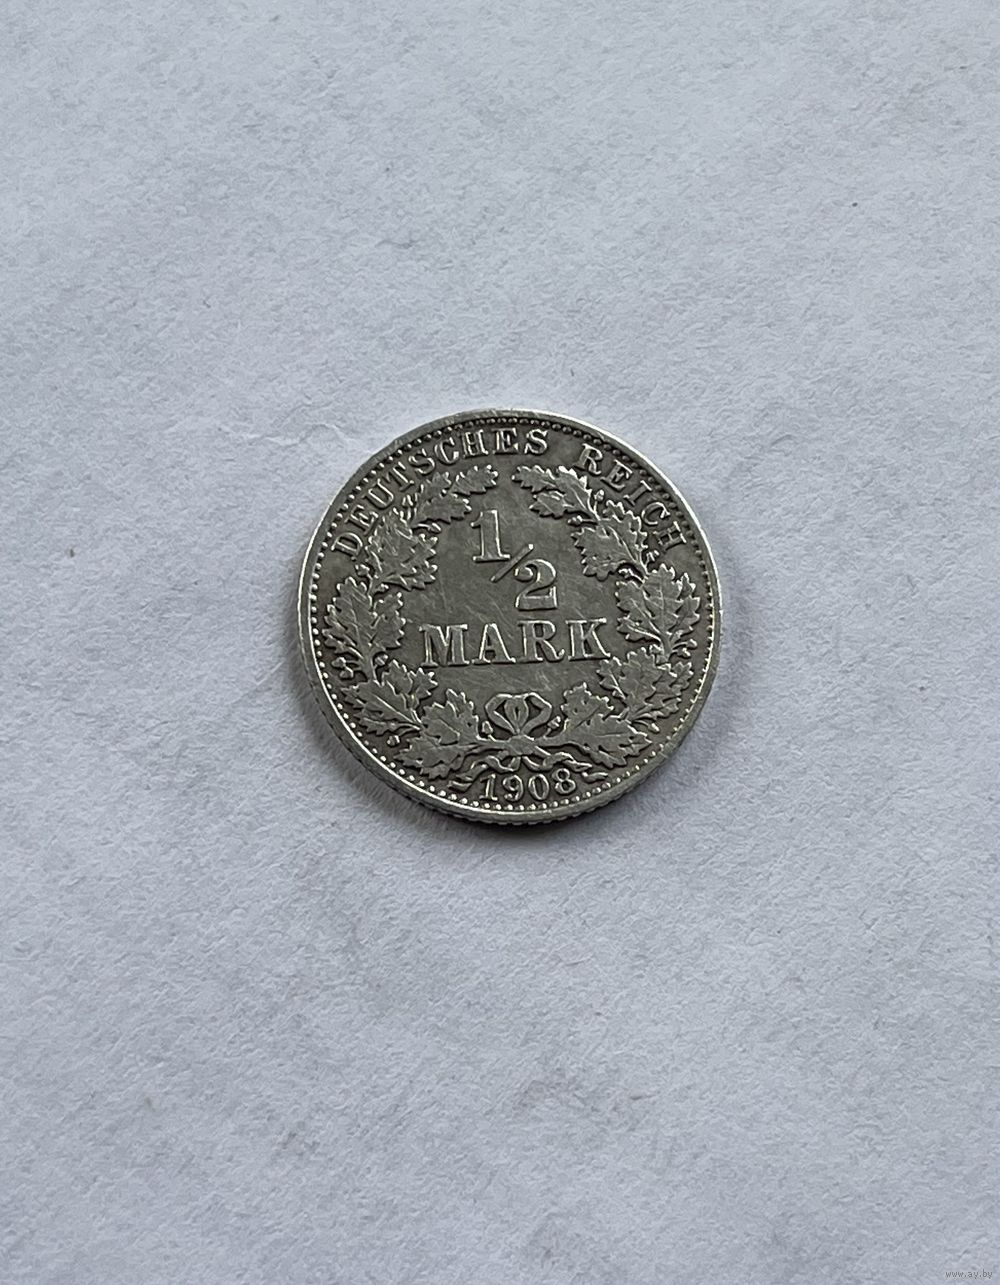 DEUTSCHES REICH
1/2
MARK
1908
www.ay.by